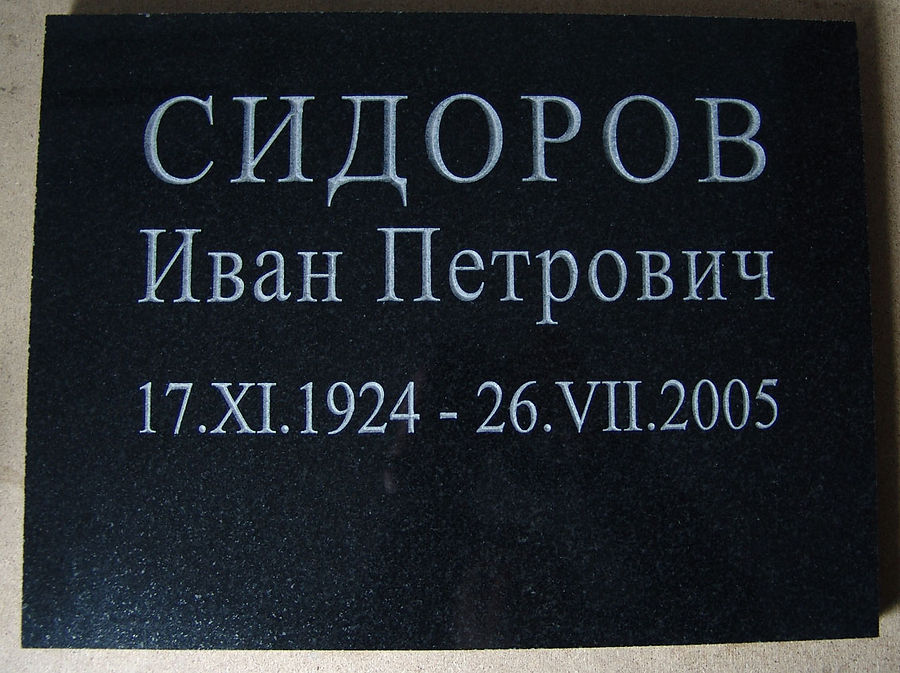 СИДОРОВ
Иван Петрович
17.XI.1924 - 26.VII.2005